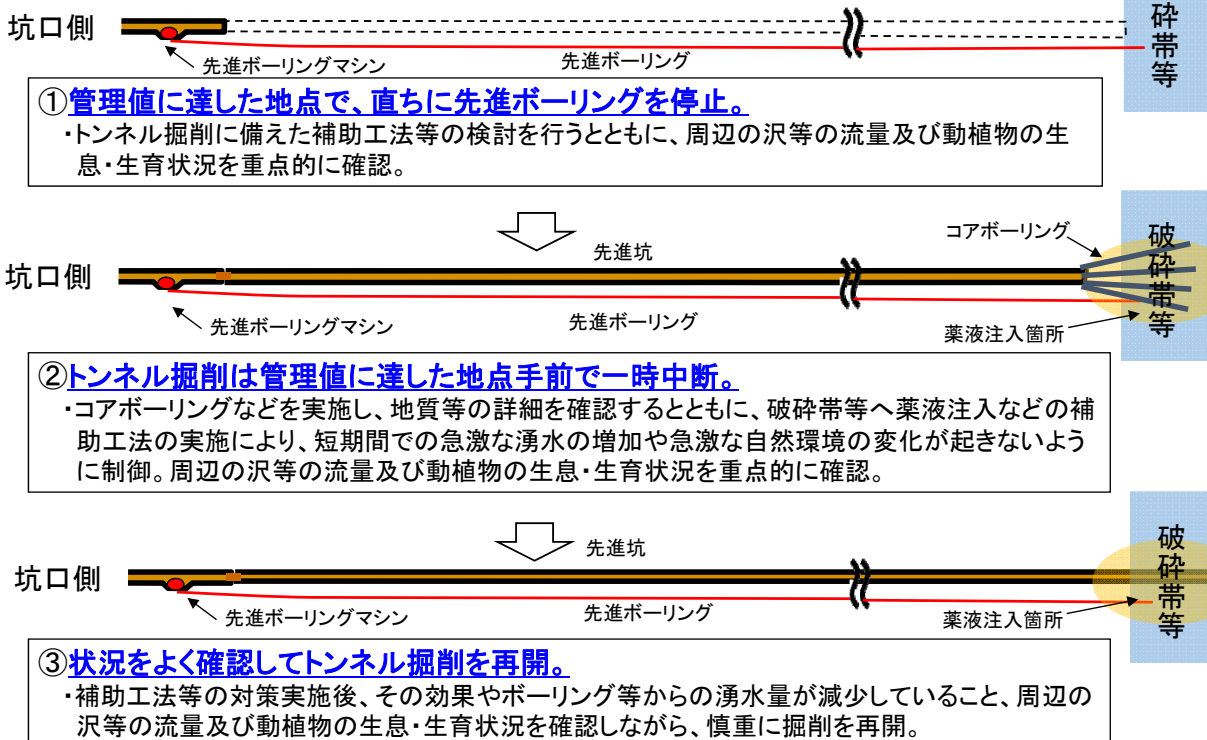 坑口側
先進ボーリングマシン
先進ボーリング
砕帯等
①管理値に達した地点で、直ちに先進ボーリングを停止。
・トンネル掘削に備えた補助工法等の検討を行うとともに、周辺の沢等の流量及び動植物の生
息・生育状況を重点的に確認。
先進坑
コアボーリング
破砕帯等
坑口側
先進ボーリングマシン
先進ボーリング
薬液注入箇所
②トンネル掘削は管理値に達した地点手前で一時中断。
・コアボーリングなどを実施し、地質等の詳細を確認するとともに、破砕帯等へ薬液注入などの補
助工法の実施により、短期間での急激な湧水の増加や急激な自然環境の変化が起きないよう
に制御。周辺の沢等の流量及び動植物の生息・生育状況を重点的に確認。
先進坑
破砕帯等
坑口側
先進ボーリングマシン
先進ボーリング
薬液注入箇所
③状況をよく確認してトンネル掘削を再開。
・補助工法等の対策実施後、その効果やボーリング等からの湧水量が減少していること、周辺の
沢等の流量及び動植物の生息・生育状況を確認しながら、慎重に掘削を再開。